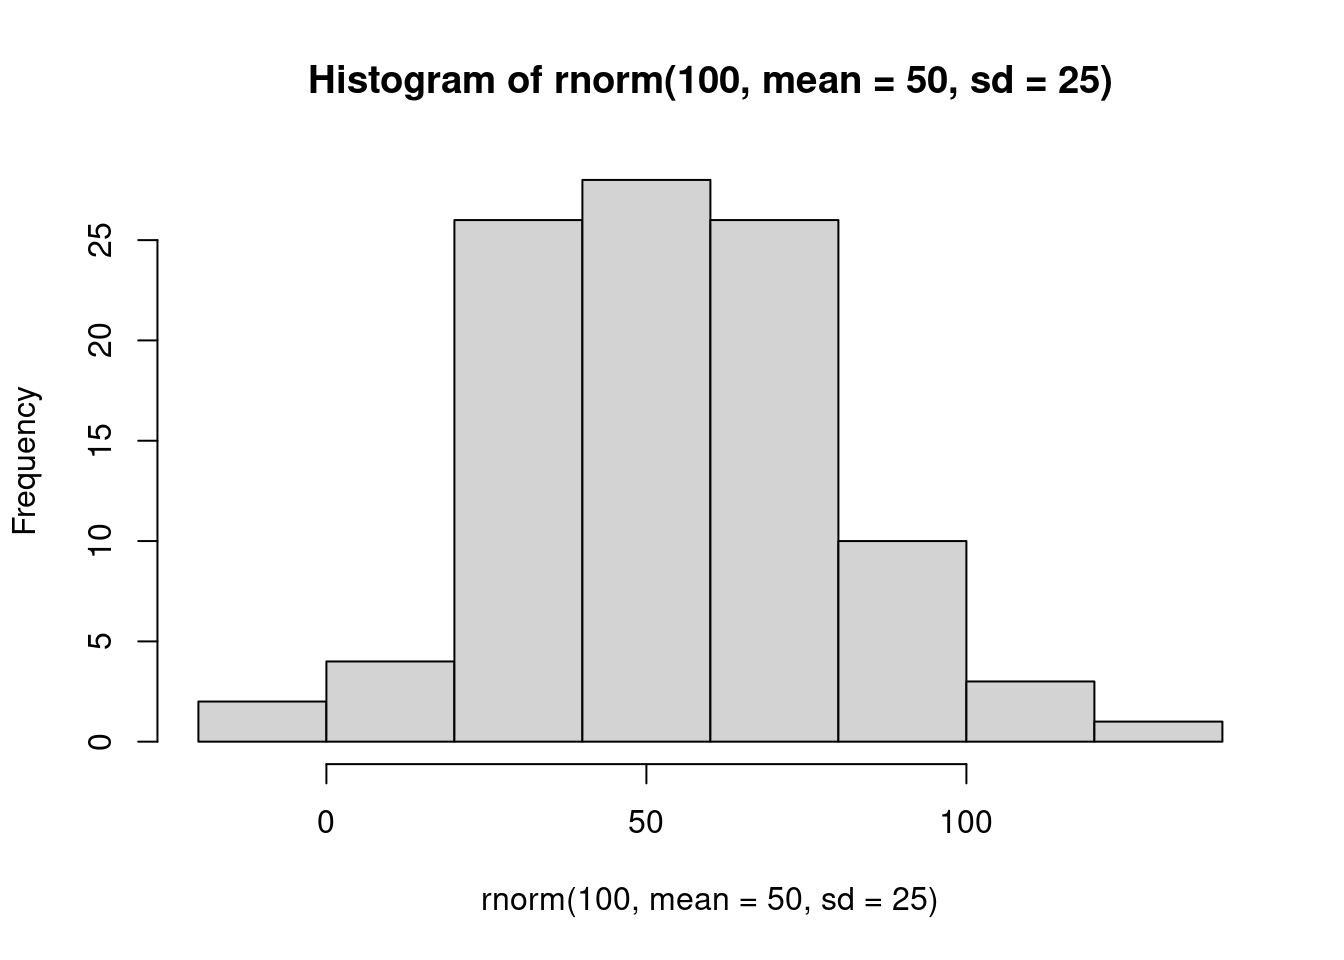 Histogram of rnorm(100, mean = 50, sd = 25)
Frequency
25
20
15
10
5
0
0 50 100
rnorm(100, mean = 50, sd = 25)